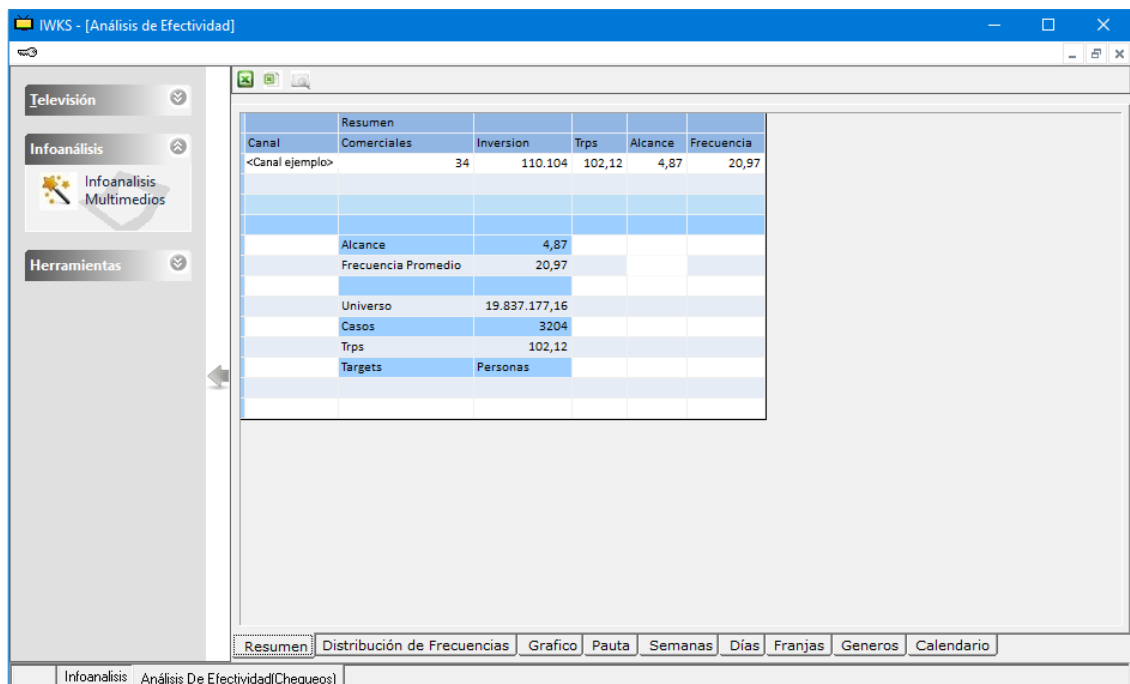 IWKS - [Análisis de Efectividad]
Televisión
Infoanálisis
Infoanalisis
Multimedios
Herramientas
Resumen
Canal Comerciales Inversion Trps Alcance Frecuencia
<Canal ejemplo> 34 110.104 102,12 4,87 20,97
Alcance 4,87
Frecuencia Promedio 20,97
Universo 19.837.177,16
Casos 3204
Trps 102,12
Targets Personas
Resumen Distribución de Frecuencias Grafico Pauta Semanas Días Franjas Generos Calendario
Infoanalisis Análisis De Efectividad(Chequeos)